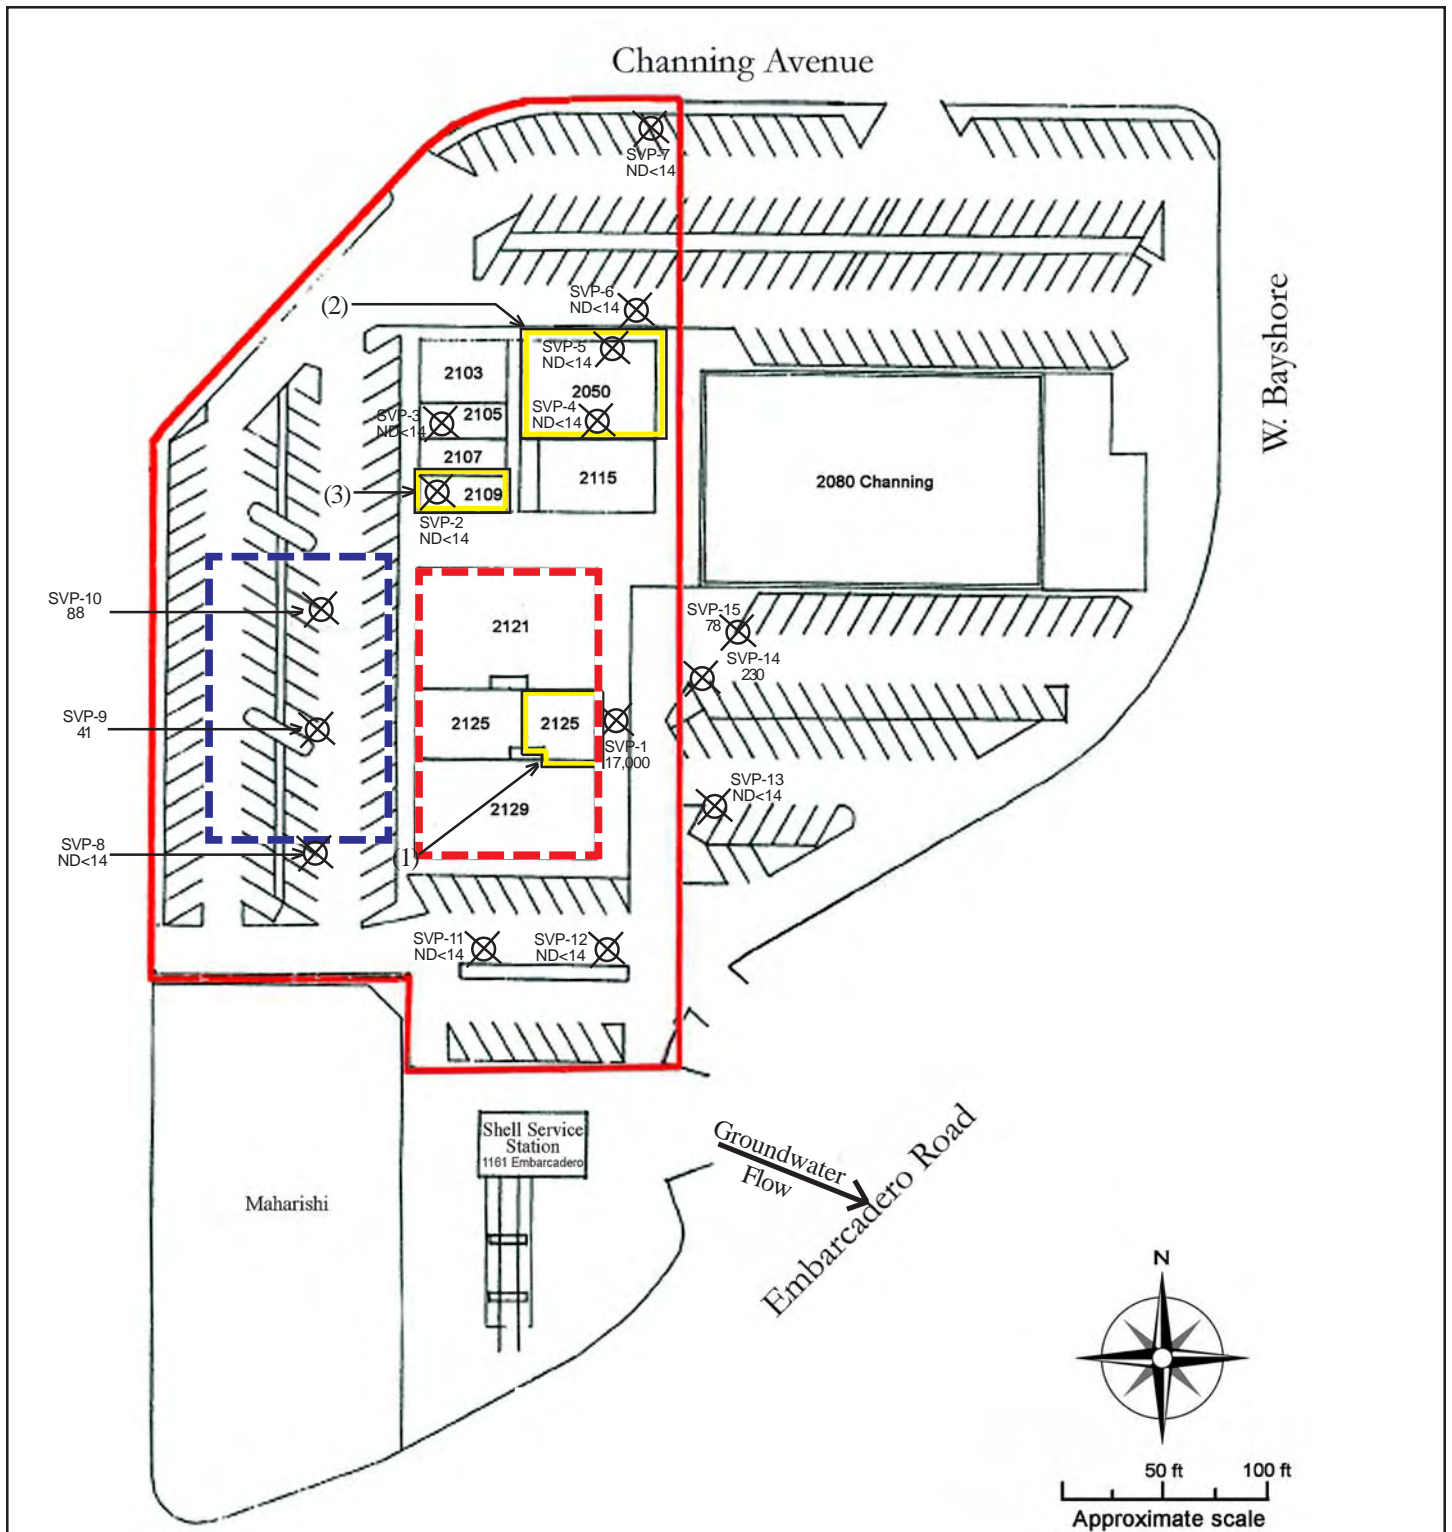 Channing Avenue
SVP-7
ND<14
W. Bayshore
(2)
SVP-6
ND<14
SVP-5
ND<14
2103
2050
SVP-3
ND<14
2105
SVP-4
ND<14
2107
2115
2080 Channing
(3)
2109
SVP-2
ND<14
SVP-10
88
2121
SVP-15
78
SVP-14
230
SVP-9
41
2125
2125
SVP-1
17,000
SVP-13
ND<14
2129
SVP-8
ND<14
(1)
SVP-11
ND<14
SVP-12
ND<14
Shell Service
Station
1161 Embarcadero
Groundwater
Flow
Embarcadero Road
Maharishi
N
50 ft
100 ft
Approximate scale